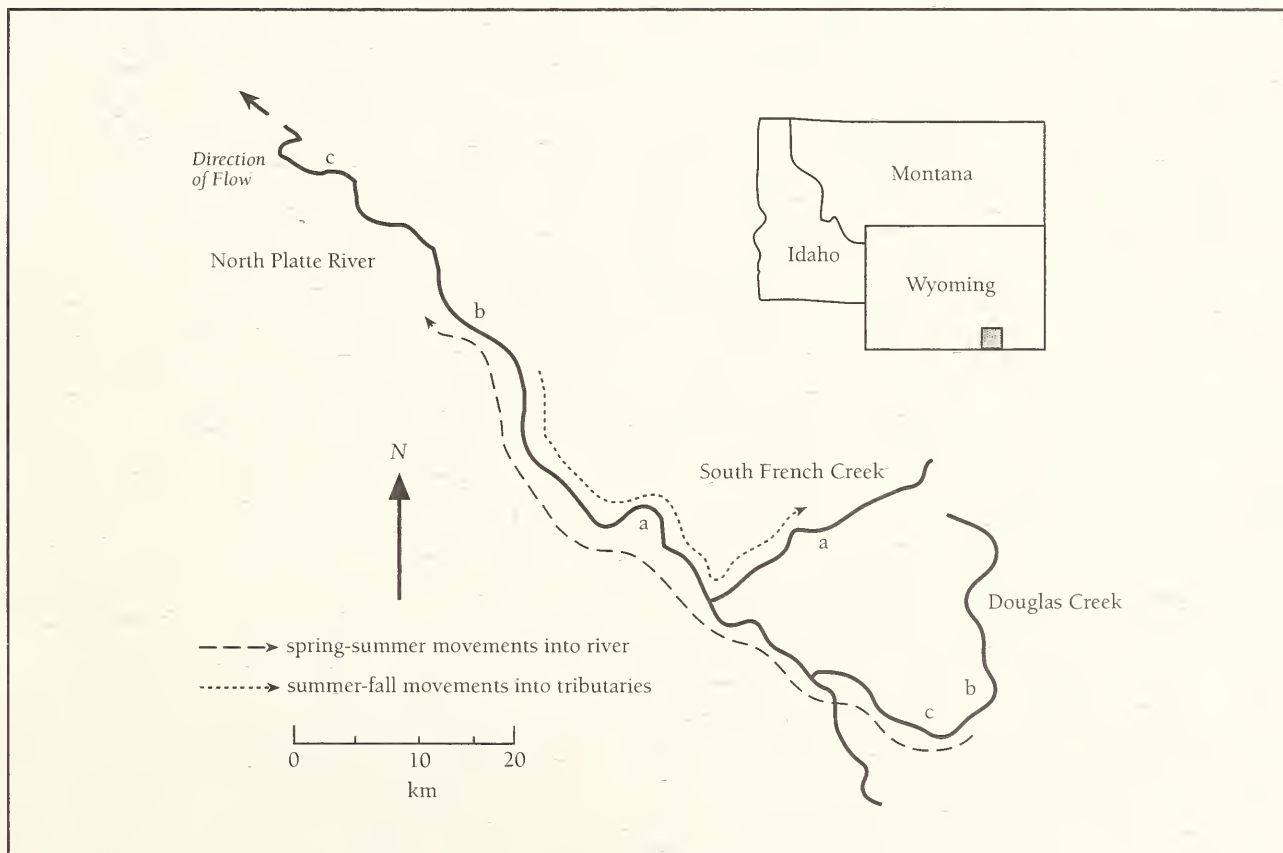 Direction
of Flow
c
North Platte River
b
Montana
Idaho
Wyoming
N
South French Creek
a
a
Douglas Creek
b
c
spring-summer movements into river
summer-fall movements into tributaries
0 10 20
km